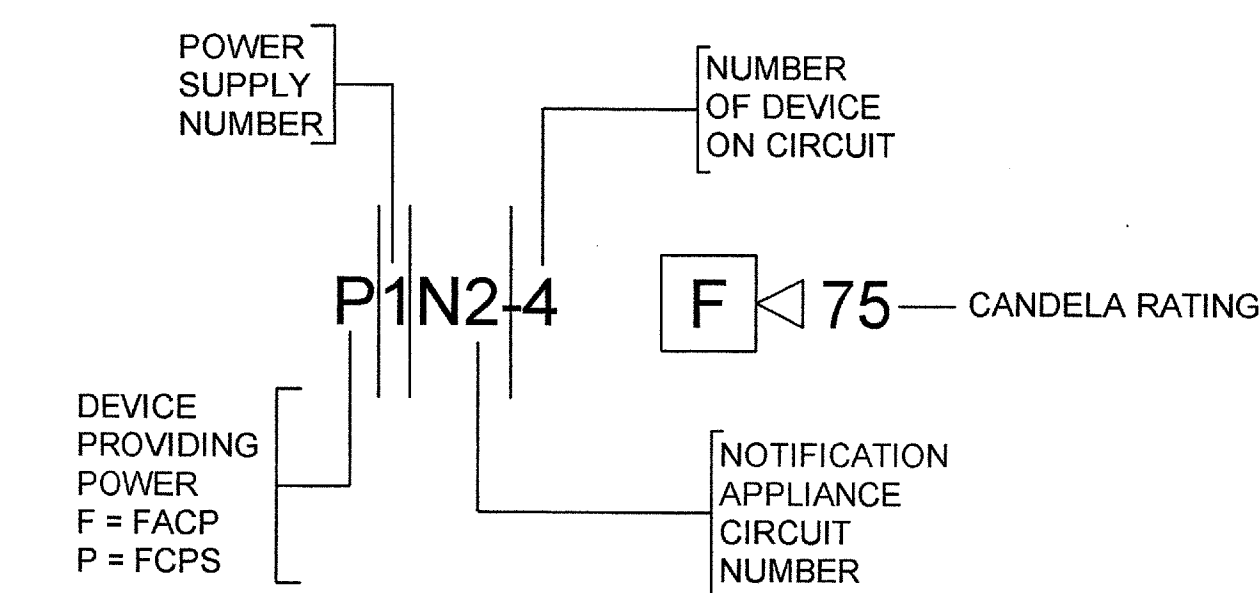 POWER
SUPPLY
NUMBER
NUMBER
OF DEVICE
ON CIRCUIT
P1N2-4
F 75 CANDELA RATING
DEVICE
PROVIDING
POWER
F = FACP
P = FCPS
NOTIFICATION
APPLIANCE
CIRCUIT
NUMBER